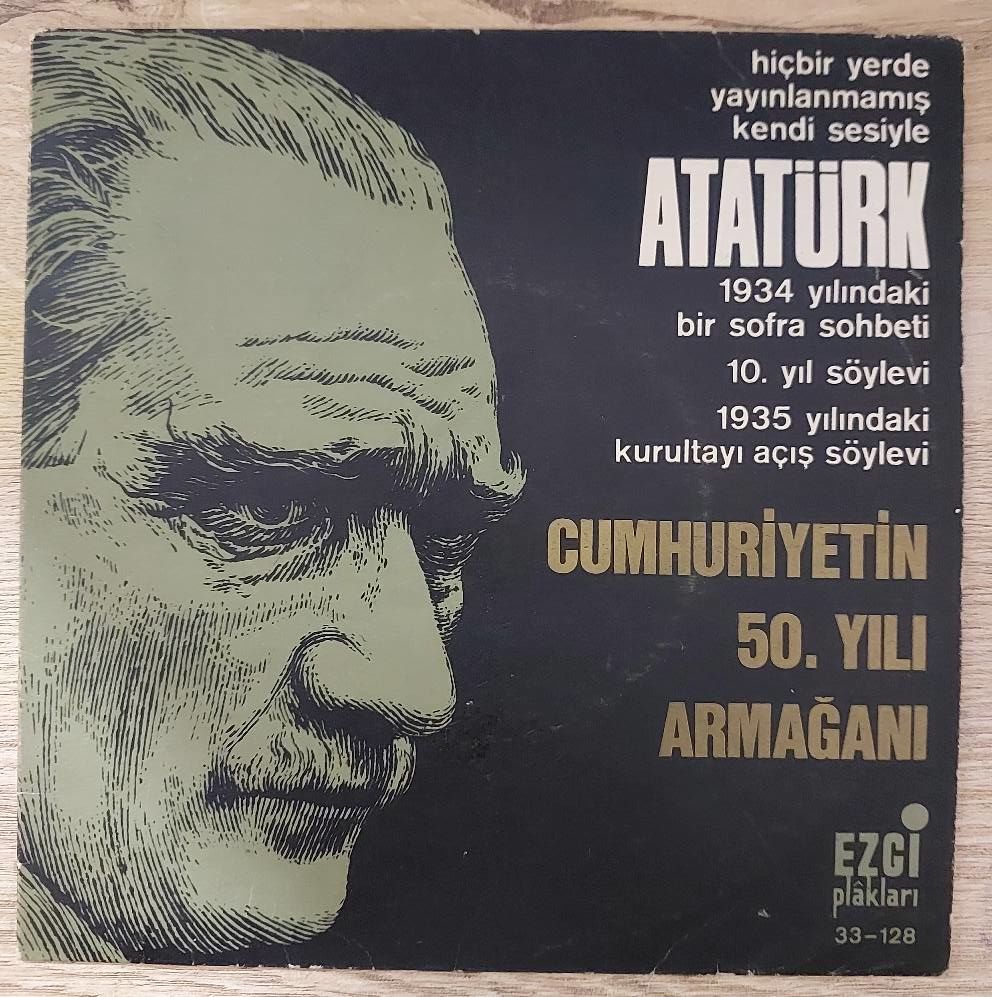 hiçbir yerde
yayınlanmamış
kendi sesiyle
ATATÜRK
1934 yılındaki
bir sofra sohbeti
10. yıl söylevi
1935 yılındaki
kurultayı açış söylevi
CUMHURİYETİN
50. YILI
ARMAĞANI
EZGİ
plâkları
33-128